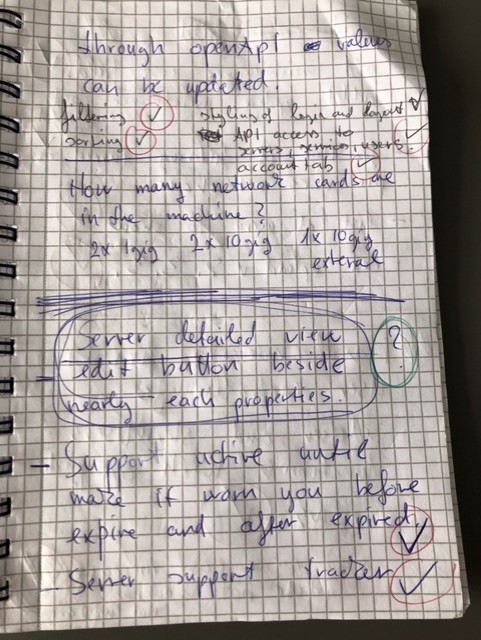 through openApi values
can be updated.
filtering ✓ styling of login and logout ✓
sorting ✓ API access to
errors, services, users. ✓
account tab ✓
How many network cards are
in the machine?
2x 1gig 2x 10gig 1x 10gig
exteral
Server detailed view ?
- edit button beside
nearly each properties.
- Support active until
make it warn you before
expire and after expired. ✓
- Server support tracker ✓